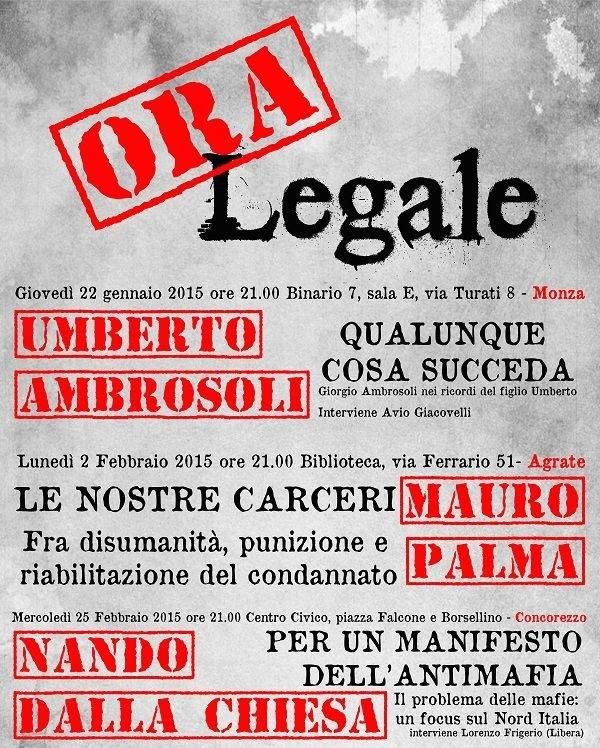 ORA
Legale
Giovedì 22 gennaio 2015 ore 21.00 Binario 7, sala E, via Turati 8 - Monza
UMBERTO
AMBROSOLI
QUALUNQUE
COSA SUCCEDA
Giorgio Ambrosoli nei ricordi del figlio Umberto
Interviene Avio Giacovelli
Lunedì 2 Febbraio 2015 ore 21.00 Biblioteca, via Ferrario 51- Agrate
LE NOSTRE CARCERI
Fra disumanità, punizione e
riabilitazione del condannato
MAURO
PALMA
Mercoledì 25 Febbraio 2015 ore 21.00 Centro Civico, piazza Falcone e Borsellino - Concorezzo
NANDO
DALLA CHIESA
PER UN MANIFESTO
DELL'ANTIMAFIA
Il problema delle mafie:
un focus sul Nord Italia
interviene Lorenzo Frigerio (Libera)